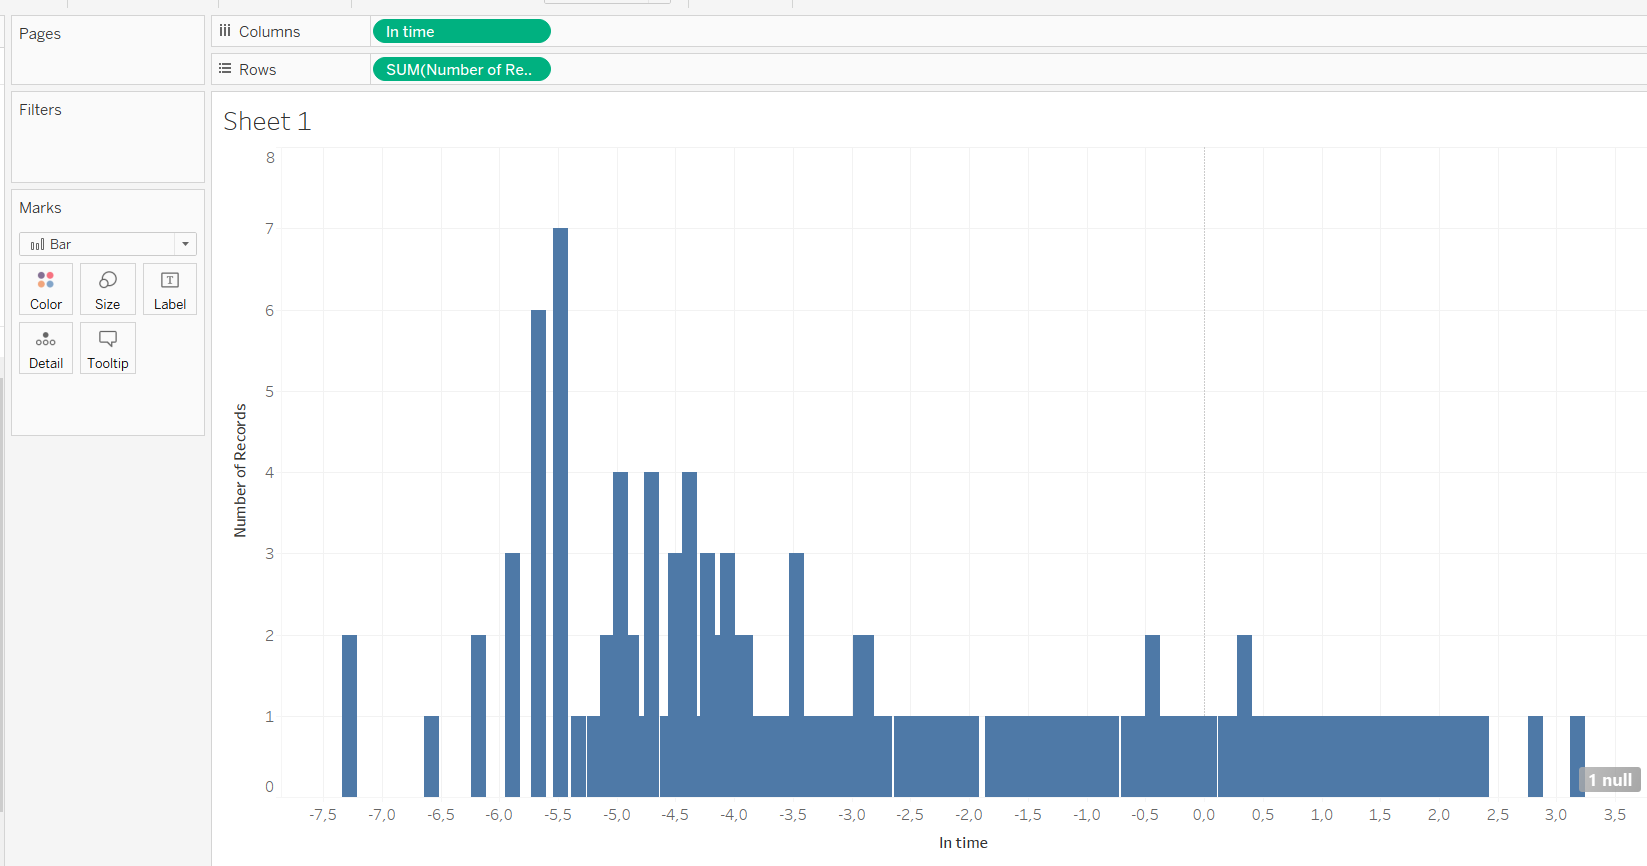 Pages
Columns
In time
Rows
SUM(Number of Re..
Filters
Marks
Bar
Color
Size
T
Label
Detail
Tooltip
Sheet 1
8
7
6
5
4
3
2
1
0
Number of Records
1 null
-7,5 -7,0 -6,5 -6,0 -5,5 -5,0 -4,5 -4,0 -3,5 -3,0 -2,5 -2,0 -1,5 -1,0 -0,5 0,0 0,5 1,0 1,5 2,0 2,5 3,0 3,5
In time